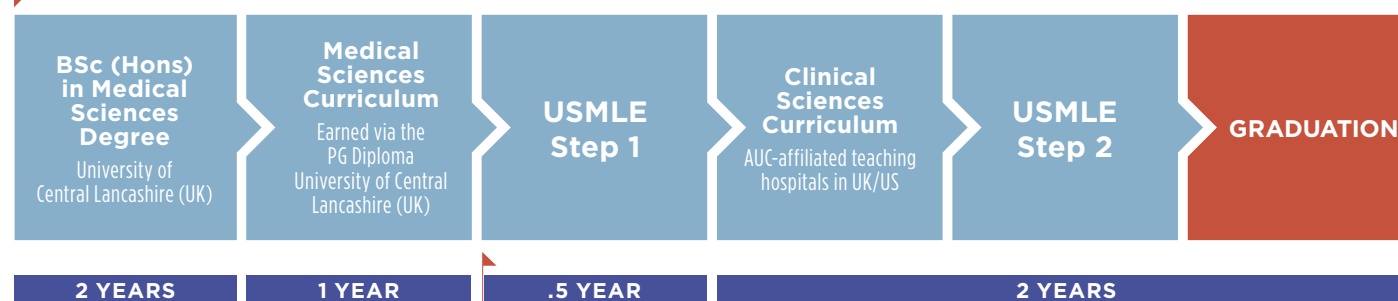 BSc (Hons)
in Medical
Sciences
Degree
University of
Central Lancashire (UK)
Medical
Sciences
Curriculum
Earned via the
PG Diploma
University of Central
Lancashire (UK)
USMLE
Step 1
Clinical
Sciences
Curriculum
AUC-affiliated teaching
hospitals in UK/US
USMLE
Step 2
GRADUATION
2 YEARS
1 YEAR
.5 YEAR
2 YEARS